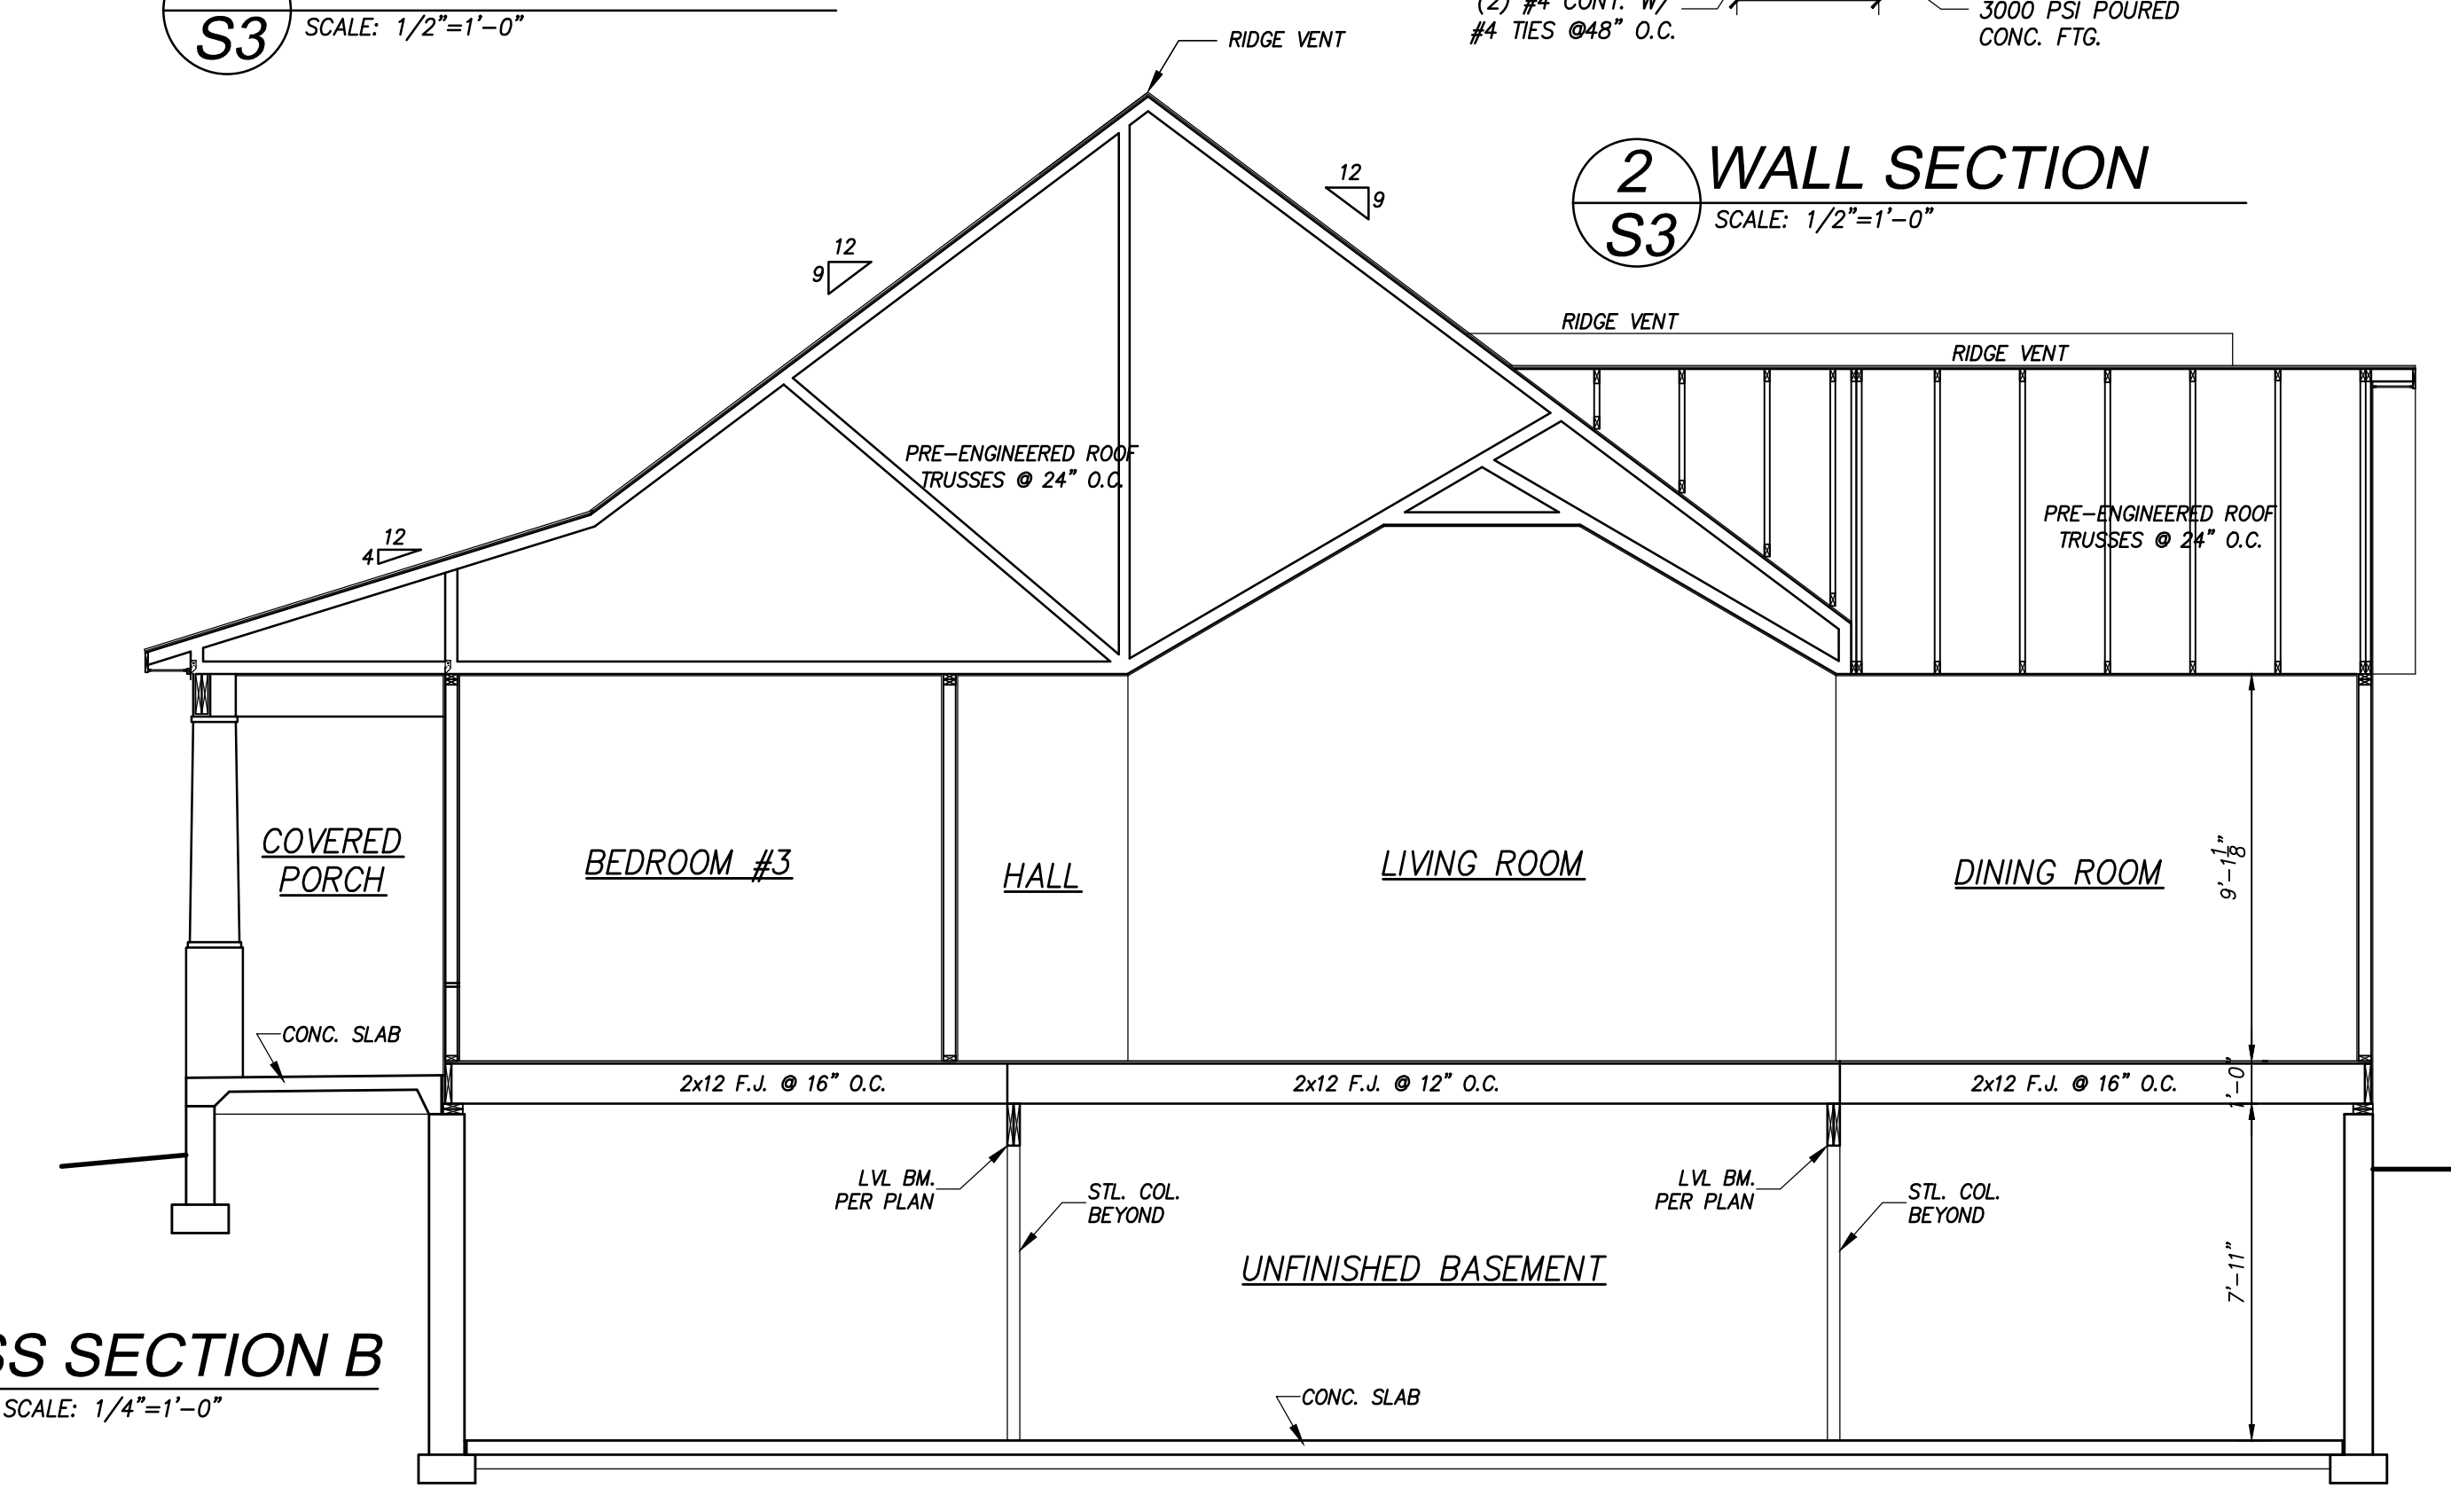 S3
SCALE: 1/2"=1'-0"
(2) #4 CONT. W/
#4 TIES @48" O.C.
3000 PSI POURED
CONC. FTG.
RIDGE VENT
2
WALL SECTION
S3
SCALE: 1/2"=1'-0"
12
9
12
9
RIDGE VENT
RIDGE VENT
PRE-ENGINEERED ROOF
TRUSSES @ 24" O.C.
PRE-ENGINEERED ROOF
TRUSSES @ 24" O.C.
12
4
COVERED
PORCH
BEDROOM #3
HALL
LIVING ROOM
DINING ROOM
9'-1 1/8"
CONC. SLAB
2x12 F.J. @ 16" O.C.
2x12 F.J. @ 12" O.C.
2x12 F.J. @ 16" O.C.
1'-0"
LVL BM.
PER PLAN
STL. COL.
BEYOND
LVL BM.
PER PLAN
STL. COL.
BEYOND
UNFINISHED BASEMENT
7'-11"
SS SECTION B
SCALE: 1/4"=1'-0"
CONC. SLAB